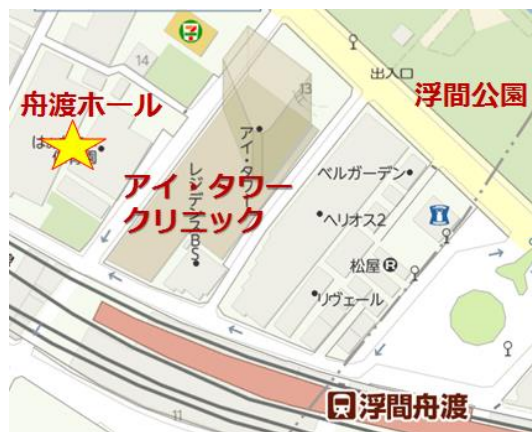 14
出入口
浮間公園
13
舟渡ホール
は
アイ・タワー
アイ・タワー
クリニック
レジデンスBS
ベルガーデン
ヘリオス2
松屋
R
リヴェール
11
浮間舟渡